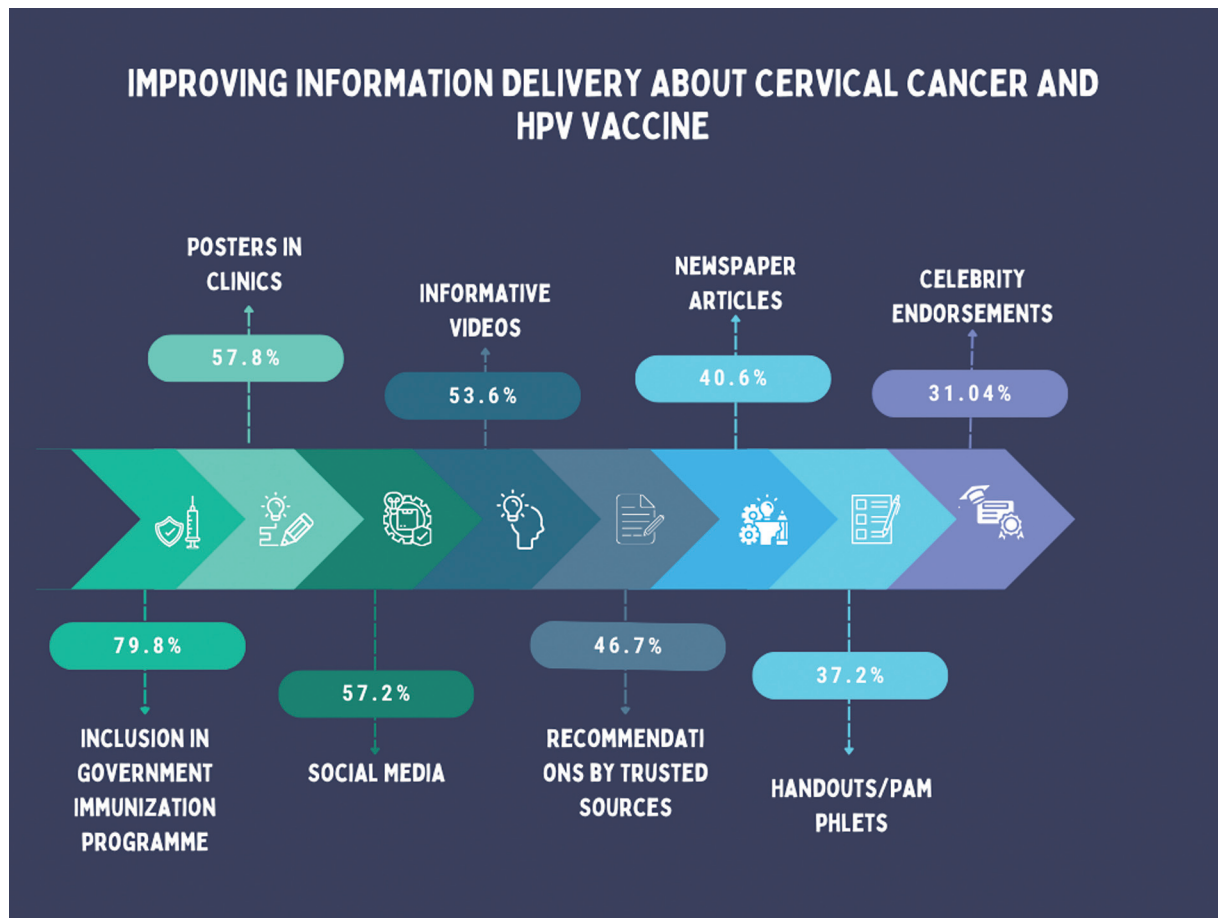 IMPROVING INFORMATION DELIVERY ABOUT CERVICAL CANCER AND
HPV VACCINE
POSTERS IN
CLINICS
57.8%
INFORMATIVE
VIDEOS
53.6%
NEWSPAPER
ARTICLES
40.6%
CELEBRITY
ENDORSEMENTS
31.04%
79.8%
INCLUSION IN
GOVERNMENT
IMMUNIZATION
PROGRAMME
57.2%
SOCIAL MEDIA
46.7%
RECOMMENDATI
ONS BY TRUSTED
SOURCES
37.2%
HANDOUTS/PAM
PHLETS